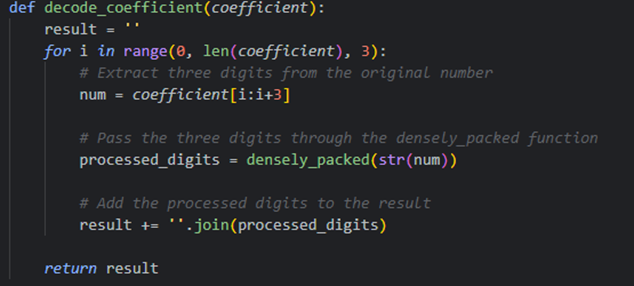 def decode_coefficient(coefficient):
    result = ''
    for i in range(0, len(coefficient), 3):
        # Extract three digits from the original number
        num = coefficient[i:i+3]

        # Pass the three digits through the densely_packed function
        processed_digits = densely_packed(str(num))

        # Add the processed digits to the result
        result += ''.join(processed_digits)

    return result